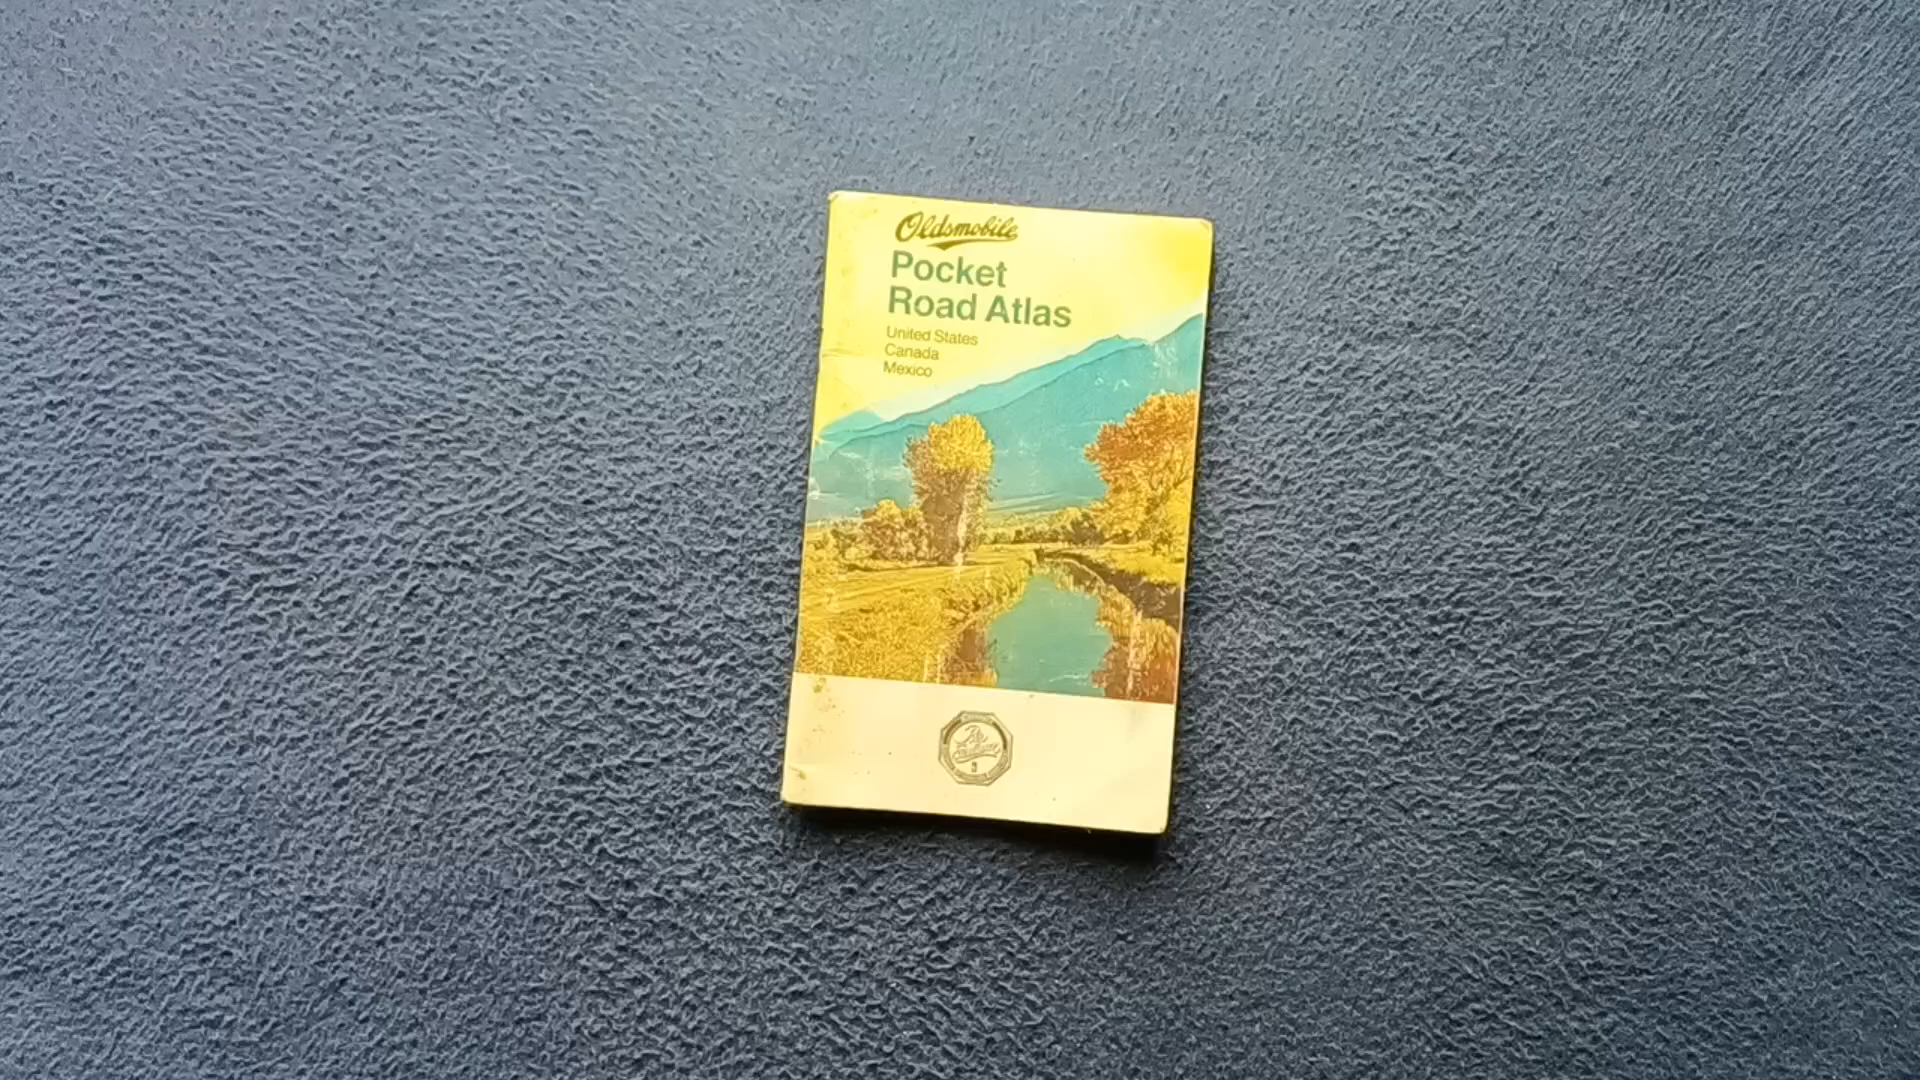 Oldsmobile
Pocket
Road Atlas
United States
Canada
Mexico